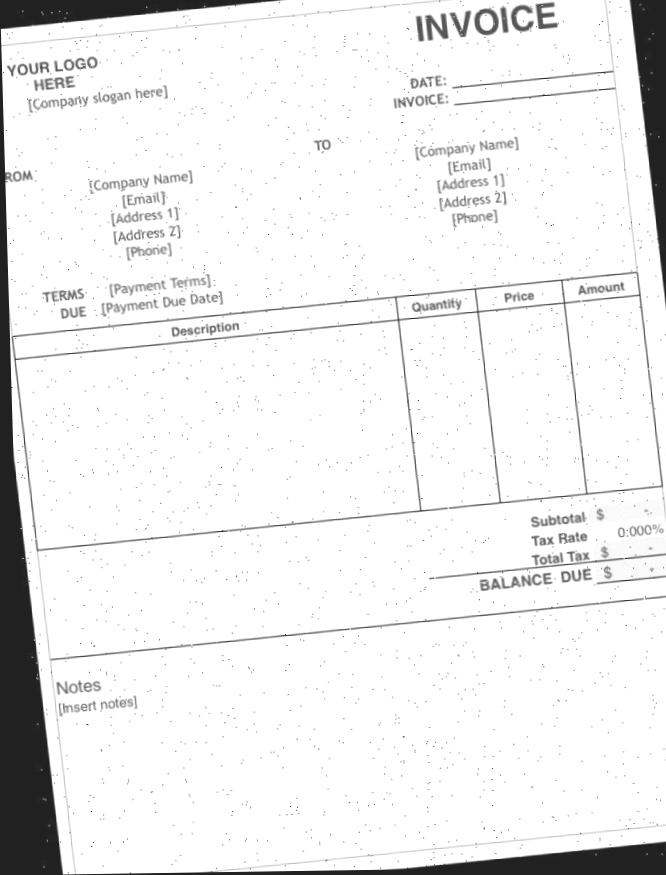 INVOICE
YOUR LOGO
HERE
[Company slogan here]
DATE:
INVOICE:
ROM
TO
[Company Name]
[Email]
[Address 1]
[Address 2]
[Phone]
[Company Name]
[Email]
[Address 1]
[Address 2]
[Phone]
TERMS [Payment Terms]
DUE [Payment Due Date]
Description Quantity Price Amount
Subtotal $ -
Tax Rate 0.000%
Total Tax $ -
BALANCE DUE $ -
Notes
[Insert notes]